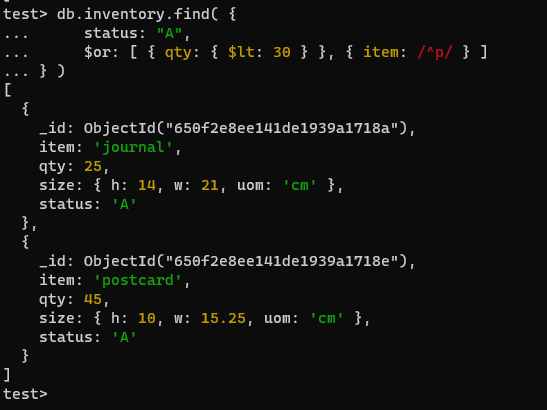 test> db.inventory.find( {
...      status: "A",
...      $or: [ { qty: { $lt: 30 } }, { item: /^p/ } ]
... } )
[
  {
    _id: ObjectId("650f2e8ee141de1939a1718a"),
    item: 'journal',
    qty: 25,
    size: { h: 14, w: 21, uom: 'cm' },
    status: 'A'
  },
  {
    _id: ObjectId("650f2e8ee141de1939a1718e"),
    item: 'postcard',
    qty: 45,
    size: { h: 10, w: 15.25, uom: 'cm' },
    status: 'A'
  }
]
test>